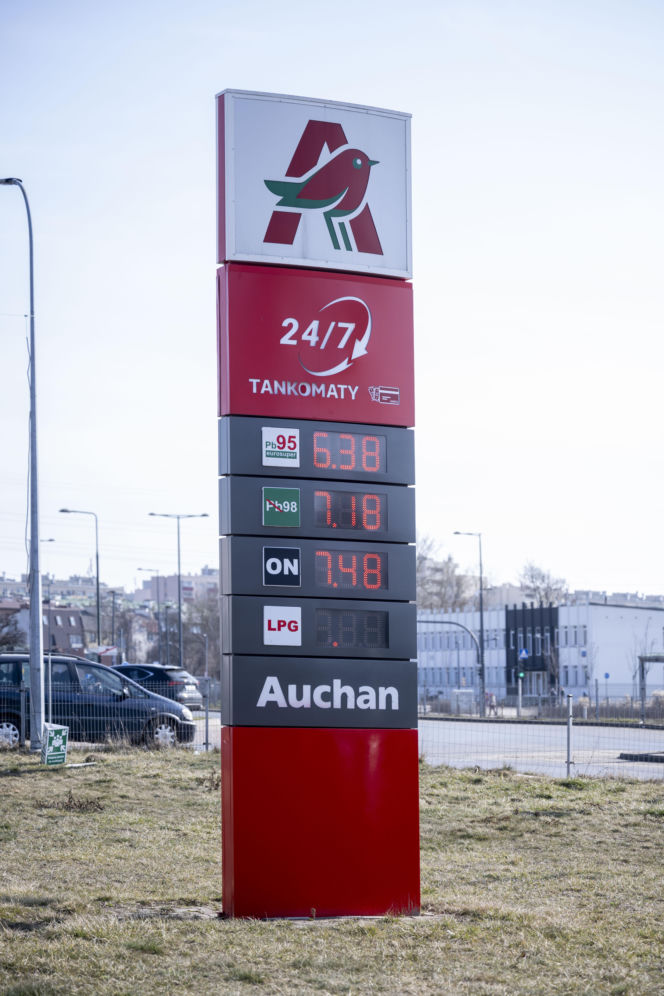 24/7
TANKOMATY
Pb95 6.38
eurosuper
Pb98 7.18
ON 7.48
LPG .
Auchan